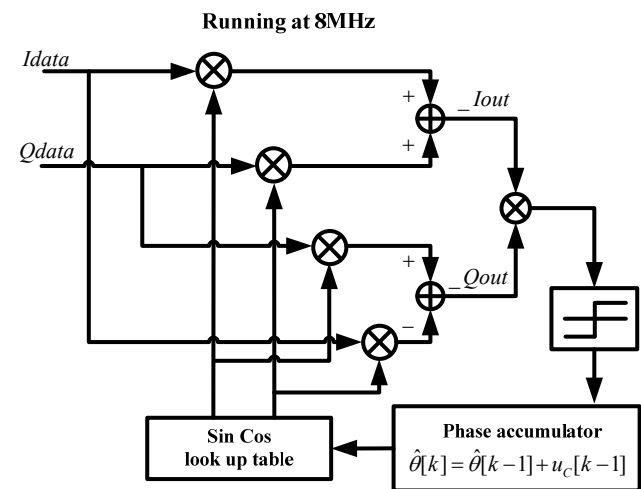 Running at 8MHz
Idata
+
_ Iout
+
Qdata
+
_ Qout
−
Sin Cos
look up table
Phase accumulator
θ̂[k] = θ̂[k−1] + u_C[k−1]